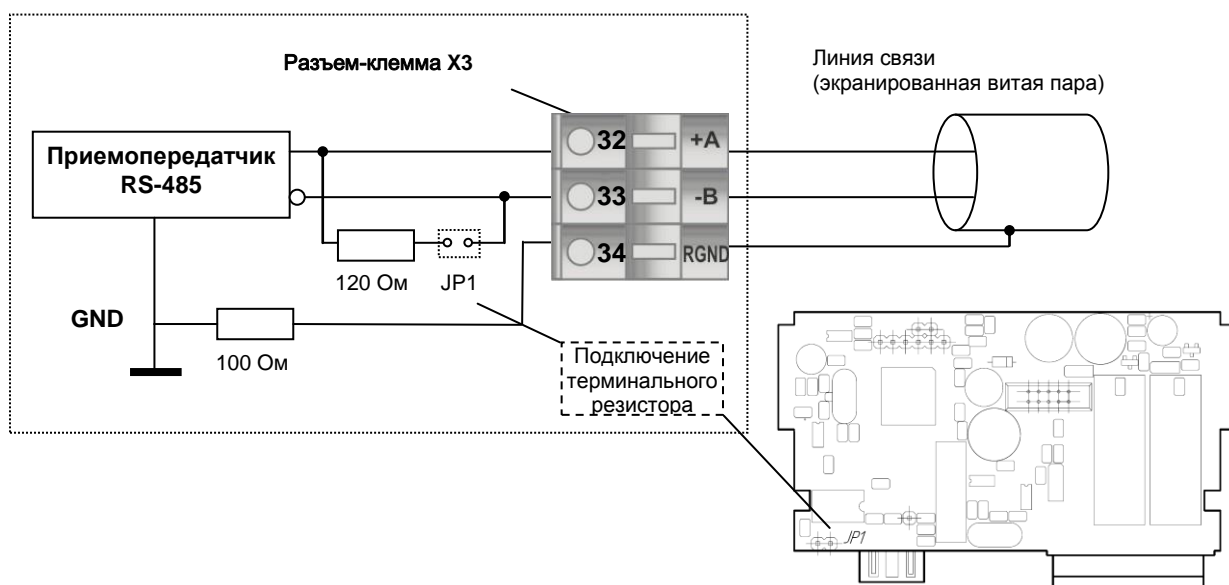 Разъем-клемма X3
Линия связи
(экранированная витая пара)
Приемопередатчик
RS-485
32
+A
33
-B
34
RGND
120 Ом
JP1
GND
100 Ом
Подключение
терминального
резистора
JP1